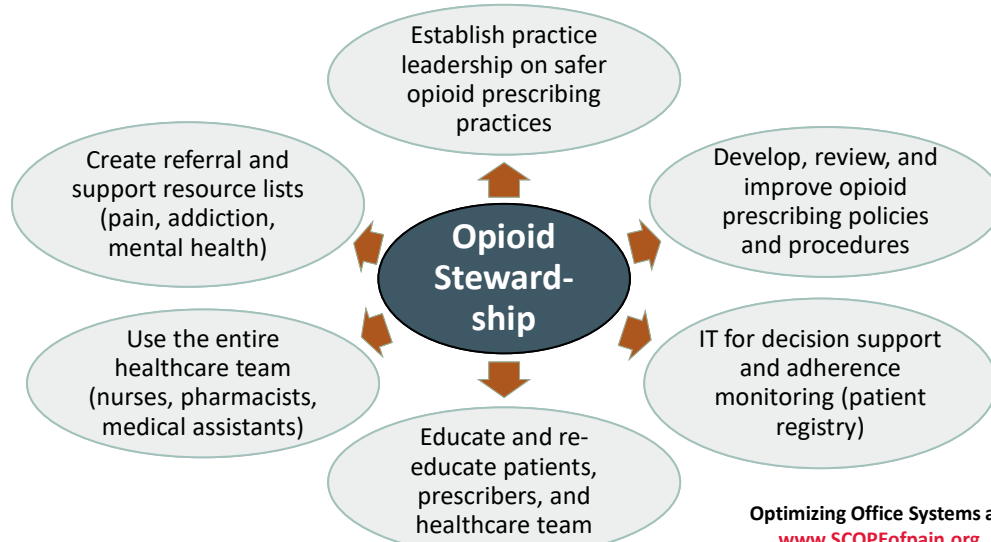 Establish practice
leadership on safer
opioid prescribing
practices
Create referral and
support resource lists
(pain, addiction,
mental health)
Develop, review, and
improve opioid
prescribing policies
and procedures
Opioid
Steward-
ship
Use the entire
healthcare team
(nurses, pharmacists,
medical assistants)
IT for decision support
and adherence
monitoring (patient
registry)
Educate and re-
educate patients,
prescribers, and
healthcare team
Optimizing Office Systems a
www.SCOPEofpain.org